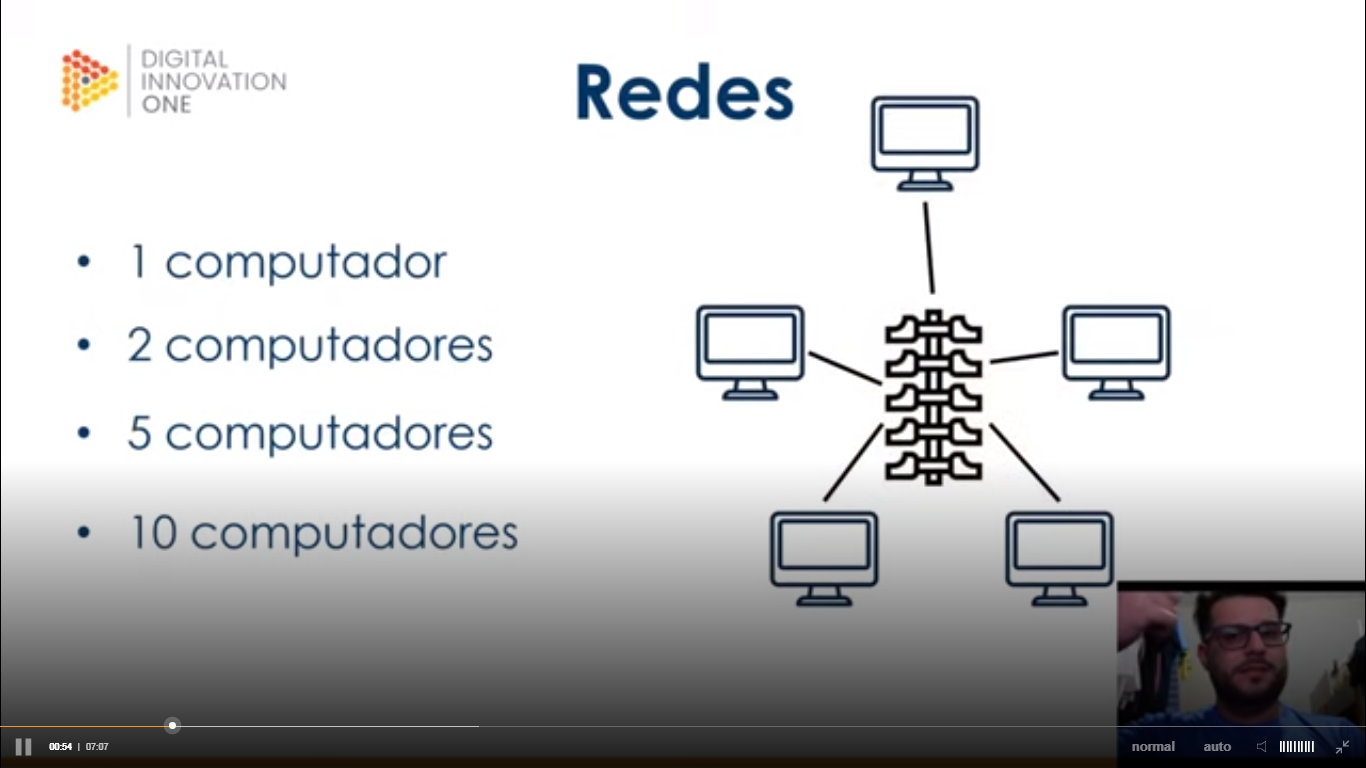 DIGITAL
INNOVATION
ONE
Redes
• 1 computador
• 2 computadores
• 5 computadores
• 10 computadores
00:54 | 07:07
normal
auto